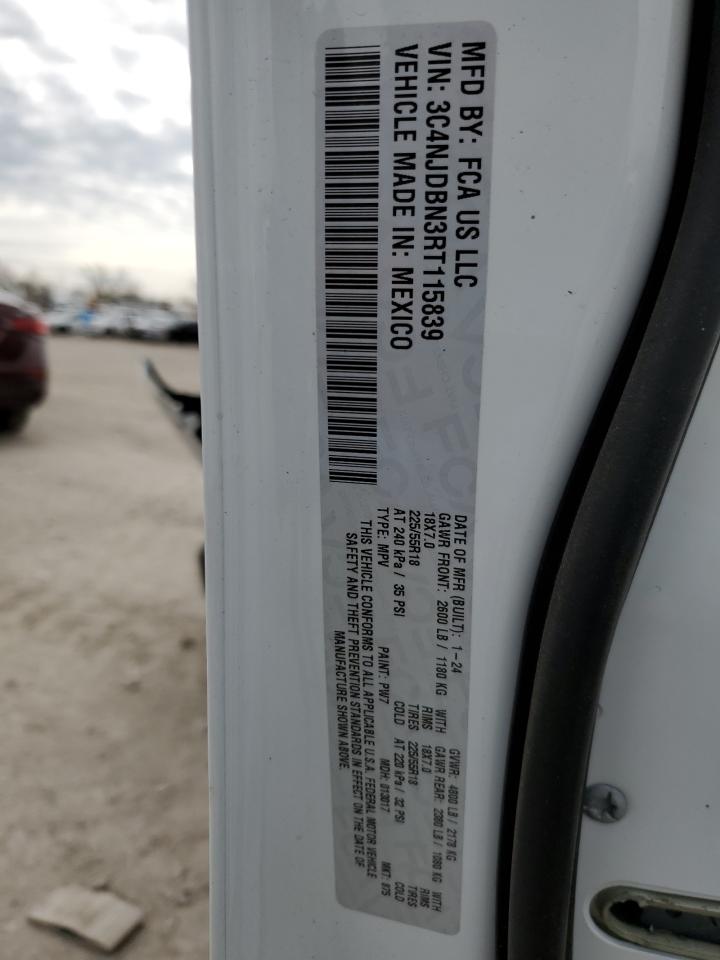 MFD BY: FCA US LLC
VIN: 3C4NJDBN3RT115839
VEHICLE MADE IN: MEXICO
DATE OF MFR (BUILT): 1-24 GVWR: 4800 LB / 2178 KG
GAWR FRONT: 2600 LB / 1180 KG WITH GAWR REAR: 2380 LB / 1080 KG WITH
18X7.0 RIMS 18X7.0 RIMS
225/55R18 TIRES 225/55R18 TIRES
AT 240 kPa / 35 PSI COLD AT 220 kPa / 32 PSI COLD
TYPE: MPV PAINT: PW7 MDH: 013017 MKT: 875
THIS VEHICLE CONFORMS TO ALL APPLICABLE U.S.A. FEDERAL MOTOR VEHICLE
SAFETY AND THEFT PREVENTION STANDARDS IN EFFECT ON THE DATE OF
MANUFACTURE SHOWN ABOVE.